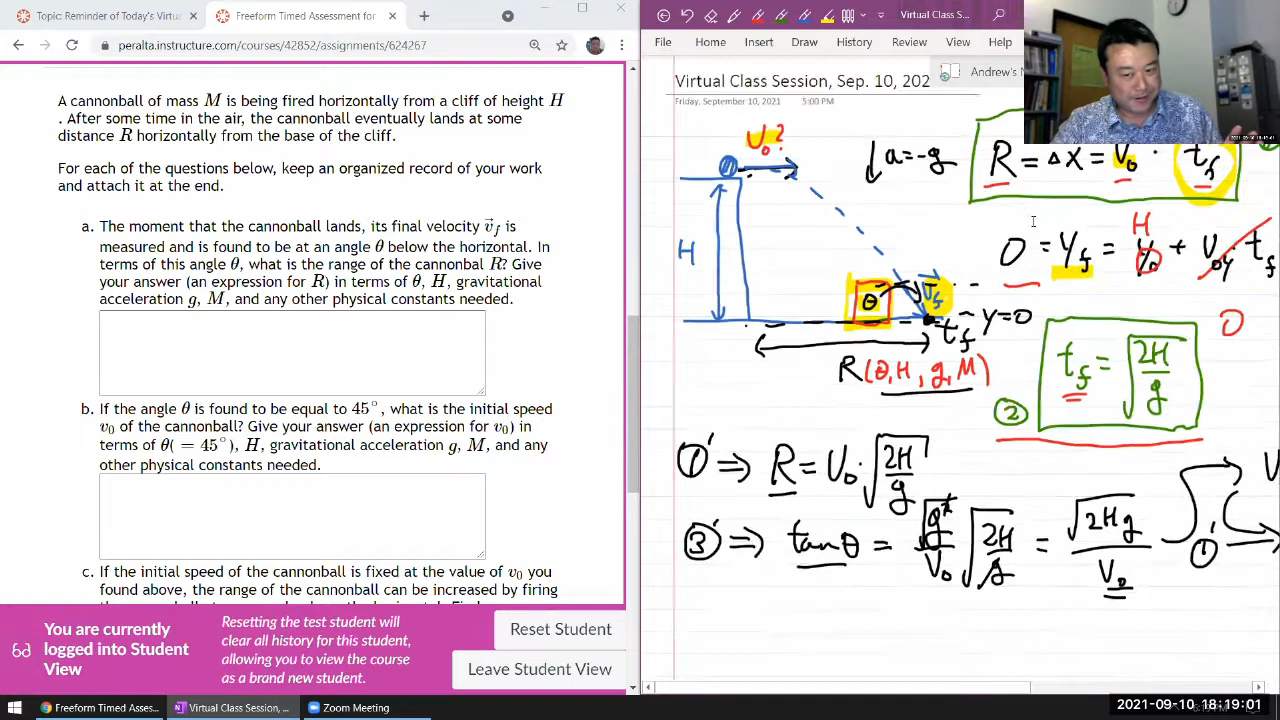 Topic: Reminder of Today's Virtu
Freeform Timed Assessment for
peralta.instructure.com/courses/42852/assignments/624267
A cannonball of mass M is being fired horizontally from a cliff of height H
. After some time in the air, the cannonball eventually lands at some
distance R horizontally from the base of the cliff.
For each of the questions below, keep an organized record of your work
and attach it at the end.
a. The moment that the cannonball lands, its final velocity v⃗_f is
measured and is found to be at an angle θ below the horizontal. In
terms of this angle θ, what is the range of the cannonbal R? Give
your answer (an expression for R) in terms of θ, H, gravitational
acceleration g, M, and any other physical constants needed.
b. If the angle θ is found to be equal to 45°, what is the initial speed
v₀ of the cannonball? Give your answer (an expression for v₀) in
terms of θ(= 45°), H, gravitational acceleration g, M, and any
other physical constants needed.
c. If the initial speed of the cannonball is fixed at the value of v₀ you
found above, the range of the cannonball can be increased by firing
You are currently
logged into Student
View
Resetting the test student will
clear all history for this student,
allowing you to view the course
as a brand new student.
Reset Student
Leave Student View
Virtual Class S...
File Home Insert Draw History Review View Help
Andrew's N
Virtual Class Session, Sep. 10, 202
Friday, September 10, 2021 5:00 PM
V₀?
a = -g
R = Δx = V₀ · t_f
H
0 = y_f = y₀ + V₀y t_f
0
H
θ
V⃗_f
t_f
y=0
R (θ, H, g, M)
t_f = √(2H/g)
②
①' ⇒ R = V₀ · √(2H/g)
③' ⇒ tanθ = g/V₀ √(2H/g) = √(2Hg)/V₀
①'
V
Freeform Timed Asses...
Virtual Class Session,...
Zoom Meeting
2021-09-10 18:19:01